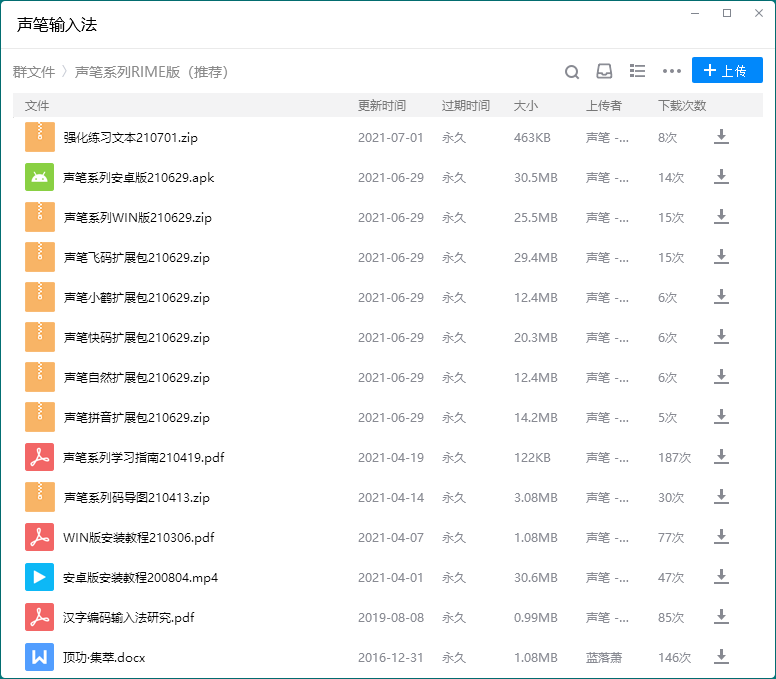 声笔输入法
群文件 〉 声笔系列RIME版（推荐） 上传
文件 更新时间 过期时间 大小 上传者 下载次数
强化练习文本210701.zip 2021-07-01 永久 463KB 声笔 -... 8次
声笔系列安卓版210629.apk 2021-06-29 永久 30.5MB 声笔 -... 14次
声笔系列WIN版210629.zip 2021-06-29 永久 25.5MB 声笔 -... 15次
声笔飞码扩展包210629.zip 2021-06-29 永久 29.4MB 声笔 -... 15次
声笔小鹤扩展包210629.zip 2021-06-29 永久 12.4MB 声笔 -... 6次
声笔快码扩展包210629.zip 2021-06-29 永久 20.3MB 声笔 -... 6次
声笔自然扩展包210629.zip 2021-06-29 永久 12.4MB 声笔 -... 6次
声笔拼音扩展包210629.zip 2021-06-29 永久 14.2MB 声笔 -... 5次
声笔系列学习指南210419.pdf 2021-04-19 永久 122KB 声笔 -... 187次
声笔系列码导图210413.zip 2021-04-14 永久 3.08MB 声笔 -... 30次
WIN版安装教程210306.pdf 2021-04-07 永久 1.08MB 声笔 -... 77次
安卓版安装教程200804.mp4 2021-04-01 永久 30.6MB 声笔 -... 47次
汉字编码输入法研究.pdf 2019-08-08 永久 0.99MB 声笔 -... 85次
顶功·集萃.docx 2016-12-31 永久 1.08MB 蓝落萧 146次